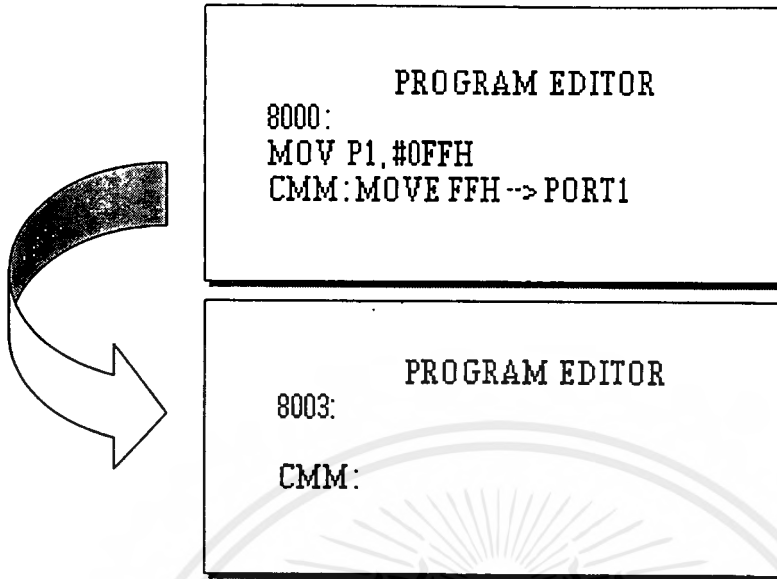 PROGRAM EDITOR
8000:
MOV P1,#0FFH
CMM:MOVE FFH --> PORT1
PROGRAM EDITOR
8003:
CMM: